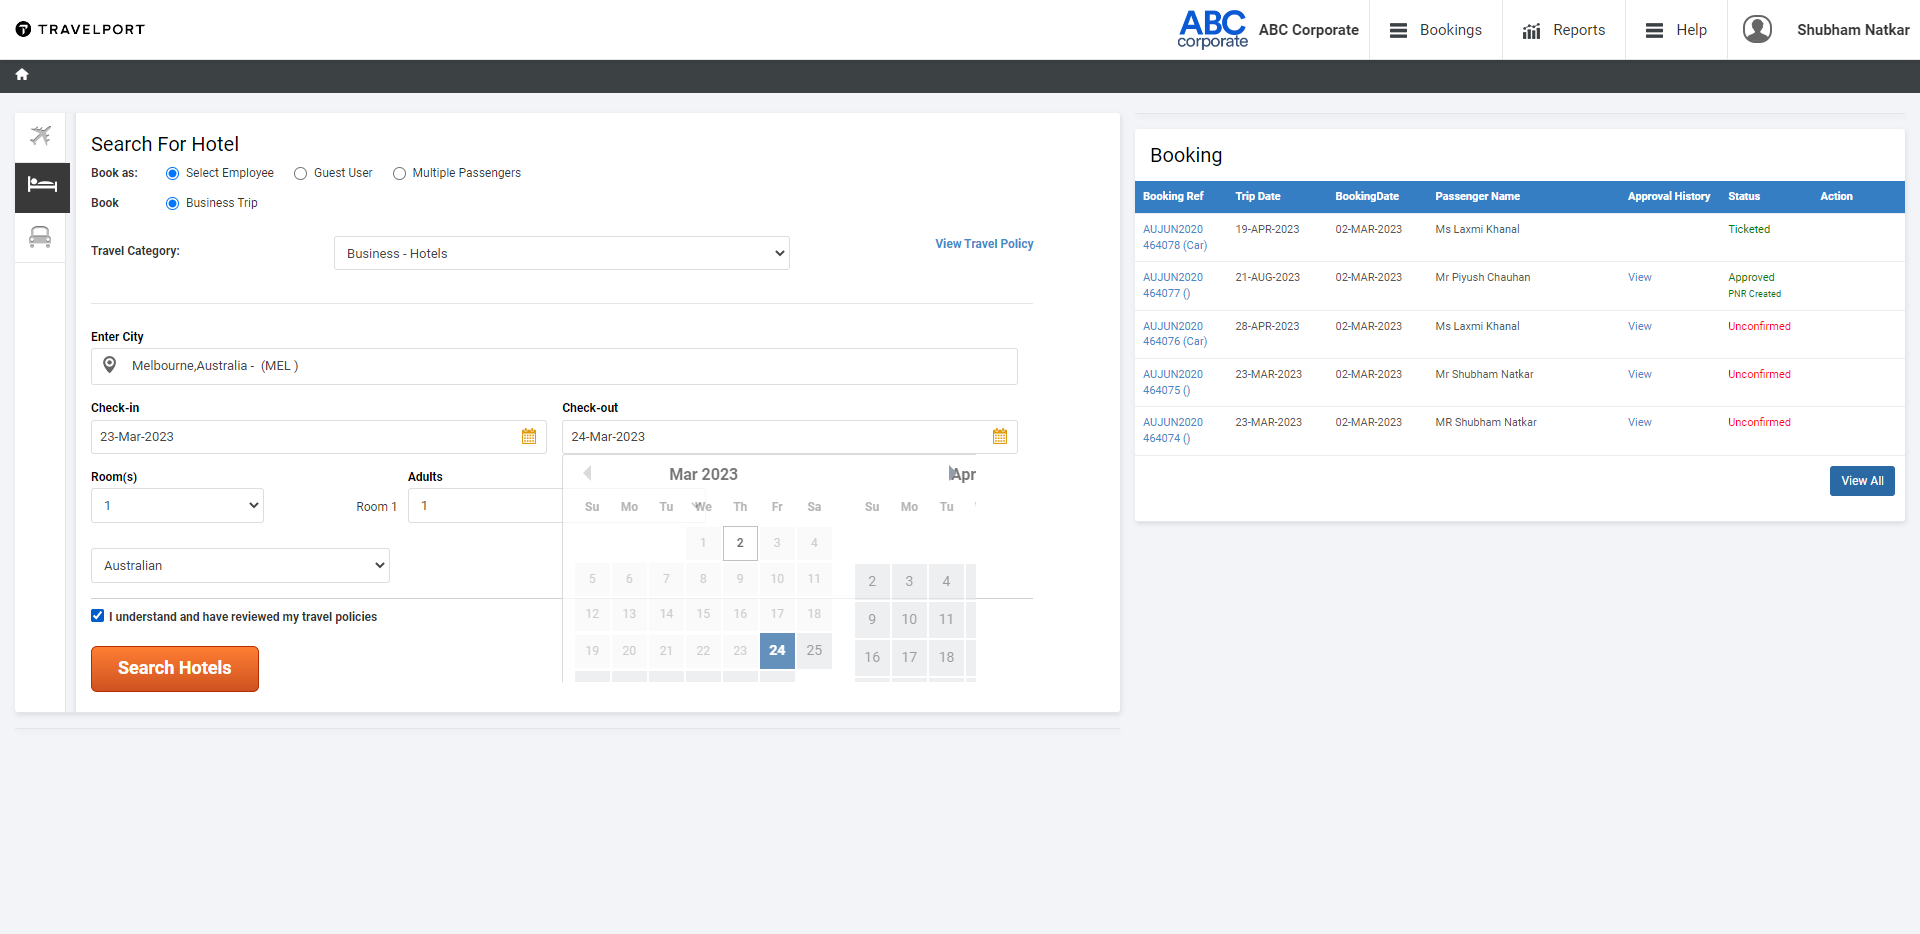 TRAVELPORT
ABC
corporate
ABC Corporate
Bookings
Reports
Help
Shubham Natkar
Search For Hotel
Book as: Select Employee Guest User Multiple Passengers
Book Business Trip
Travel Category: Business - Hotels View Travel Policy
Enter City
Melbourne,Australia - (MEL )
Check-in Check-out
23-Mar-2023 24-Mar-2023
Room(s) Adults
1 Room 1 1
Australian
I understand and have reviewed my travel policies
Search Hotels
Mar 2023 Apr
Su Mo Tu We Th Fr Sa Su Mo Tu
1 2 3 4
5 6 7 8 9 10 11 2 3 4
12 13 14 15 16 17 18 9 10 11
19 20 21 22 23 24 25 16 17 18
Booking
Booking Ref Trip Date BookingDate Passenger Name Approval History Status Action
AUJUN2020 19-APR-2023 02-MAR-2023 Ms Laxmi Khanal Ticketed
464078 (Car)
AUJUN2020 21-AUG-2023 02-MAR-2023 Mr Piyush Chauhan View Approved
464077 () PNR Created
AUJUN2020 28-APR-2023 02-MAR-2023 Ms Laxmi Khanal View Unconfirmed
464076 (Car)
AUJUN2020 23-MAR-2023 02-MAR-2023 Mr Shubham Natkar View Unconfirmed
464075 ()
AUJUN2020 23-MAR-2023 02-MAR-2023 MR Shubham Natkar View Unconfirmed
464074 ()
View All